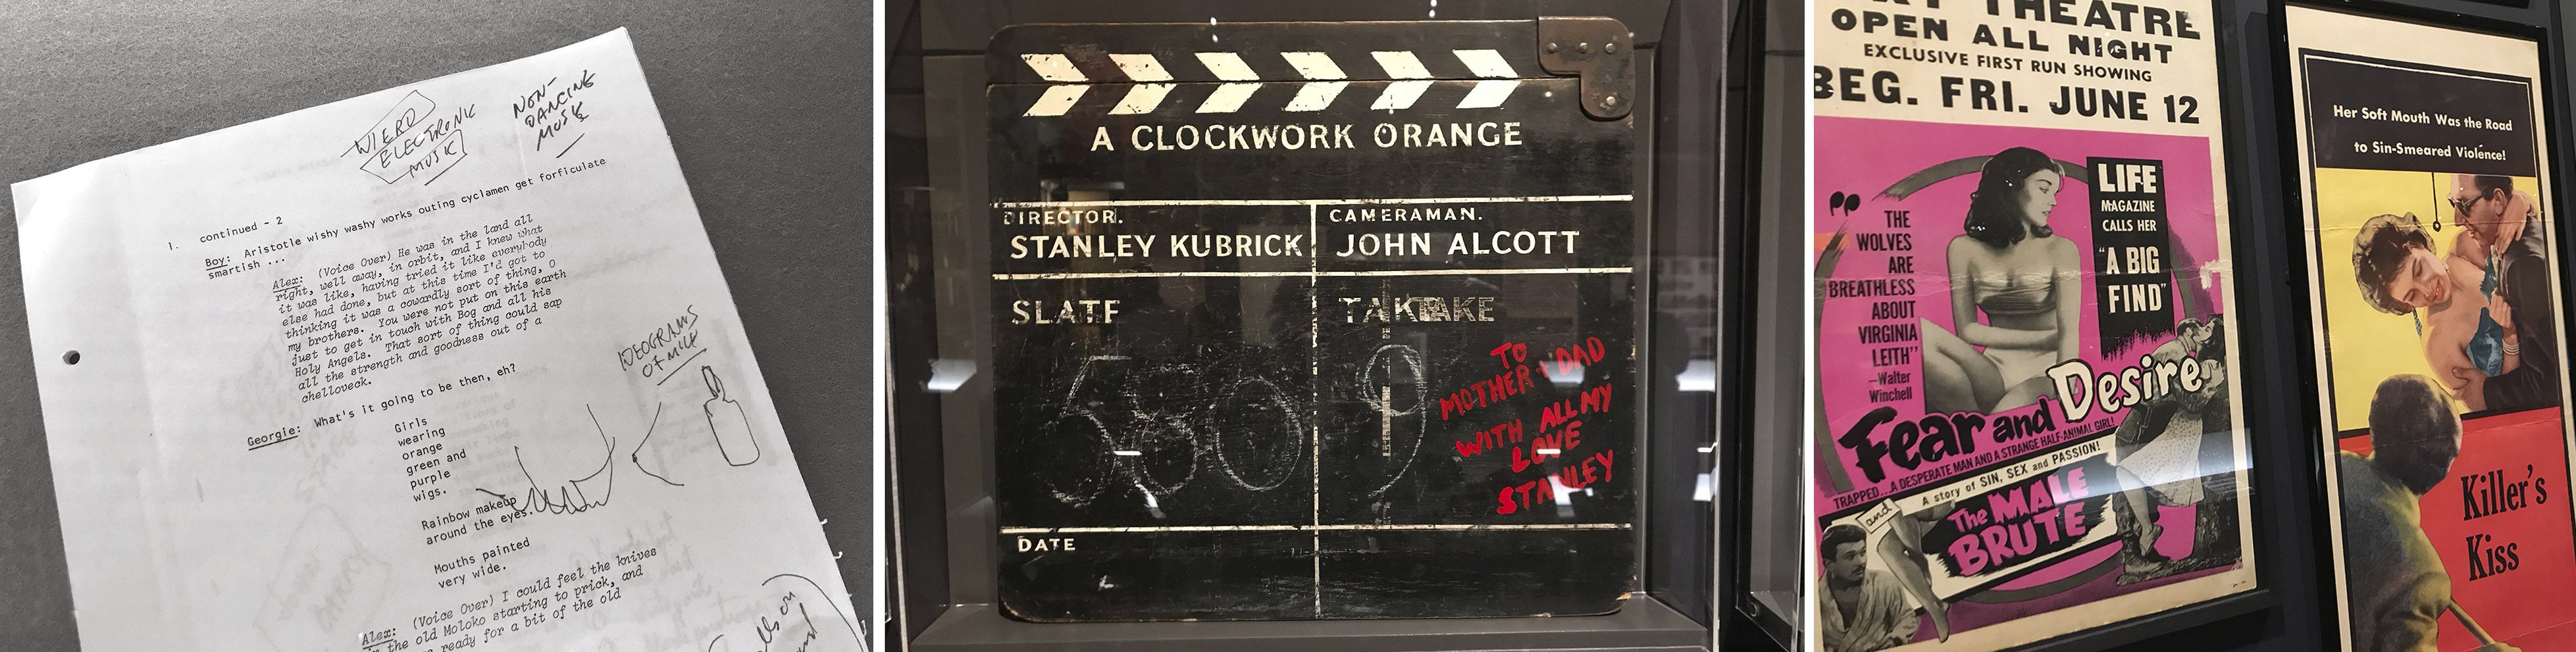 WIERD
ELECTRONIC
MUSIC
NON-
DANCING
MUSIC
1. continued - 2
Boy: Aristotle wishy washy works outing cyclamen get forficulate
smartish ...
Alex: (Voice Over) He was in the land all
right, well away, in orbit, and I knew what
it was like, having tried it like everybody
else had done, but at this time I'd got to
thinking it was a cowardly sort of thing, O
my brothers. You were not put on this earth
just to get in touch with Bog and all his
Holy Angels. That sort of thing could sap
all the strength and goodness out of a
chelloveck.
Georgie: What's it going to be then, eh?
IDEOGRAMS
OF MILK
Girls
wearing
orange
green and
purple
wigs.
Rainbow makeup
around the eyes.
Mouths painted
very wide.
Alex: (Voice Over) I could feel the knives
in the old Moloko starting to prick, and
ready for a bit of the old
A CLOCKWORK ORANGE
DIRECTOR.
STANLEY KUBRICK
CAMERAMAN.
JOHN ALCOTT
SLATE
TAKE
TO
MOTHER + DAD
WITH ALL MY
LOVE
STANLEY
DATE
THEATRE
OPEN ALL NIGHT
EXCLUSIVE FIRST RUN SHOWING
BEG. FRI. JUNE 12
"THE
WOLVES
ARE
BREATHLESS
ABOUT
VIRGINIA
LEITH"
—Walter
Winchell
LIFE
MAGAZINE
CALLS HER
"A BIG
FIND"
Fear and Desire
TRAPPED...A DESPERATE MAN AND A STRANGE HALF-ANIMAL GIRL!
and
A story of SIN, SEX and PASSION!
The MALE
BRUTE
Her Soft Mouth Was the Road
to Sin-Smeared Violence!
Killer's
Kiss